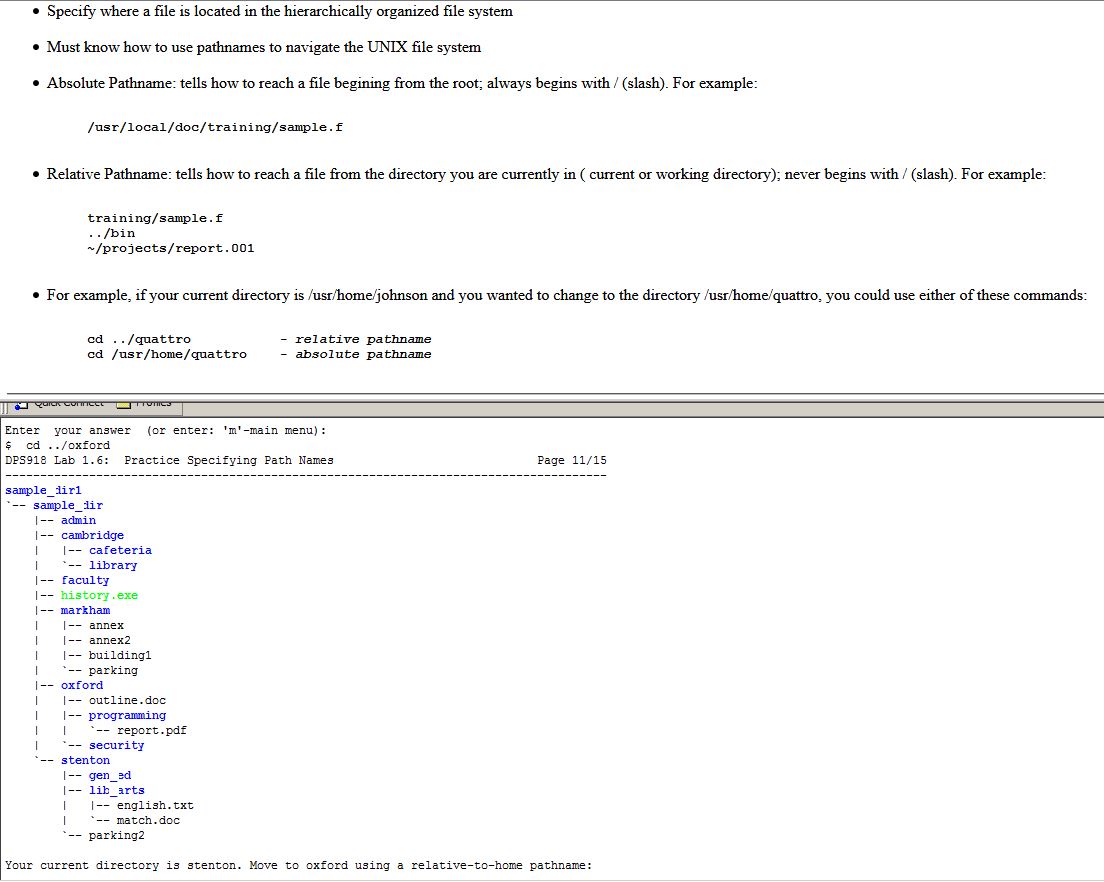 • Specify where a file is located in the hierarchically organized file system
• Must know how to use pathnames to navigate the UNIX file system
• Absolute Pathname: tells how to reach a file begining from the root; always begins with / (slash). For example:
/usr/local/doc/training/sample.f
• Relative Pathname: tells how to reach a file from the directory you are currently in ( current or working directory); never begins with / (slash). For example:
training/sample.f
../bin
~/projects/report.001
• For example, if your current directory is /usr/home/johnson and you wanted to change to the directory /usr/home/quattro, you could use either of these commands:
cd ../quattro - relative pathname
cd /usr/home/quattro - absolute pathname
Quick Connect Profiles
Enter your answer (or enter: 'm'-main menu):
$ cd ../oxford
DPS918 Lab 1.6: Practice Specifying Path Names Page 11/15
--------------------------------------------------------------------------------------
sample_dir1
`-- sample_dir
    |-- admin
    |-- cambridge
    |   |-- cafeteria
    |   `-- library
    |-- faculty
    |-- history.exe
    |-- markham
    |   |-- annex
    |   |-- annex2
    |   |-- building1
    |   `-- parking
    |-- oxford
    |   |-- outline.doc
    |   |-- programming
    |   |   `-- report.pdf
    |   `-- security
    `-- stenton
        |-- gen_ed
        |-- lib_arts
        |   |-- english.txt
        |   `-- match.doc
        `-- parking2
Your current directory is stenton. Move to oxford using a relative-to-home pathname: